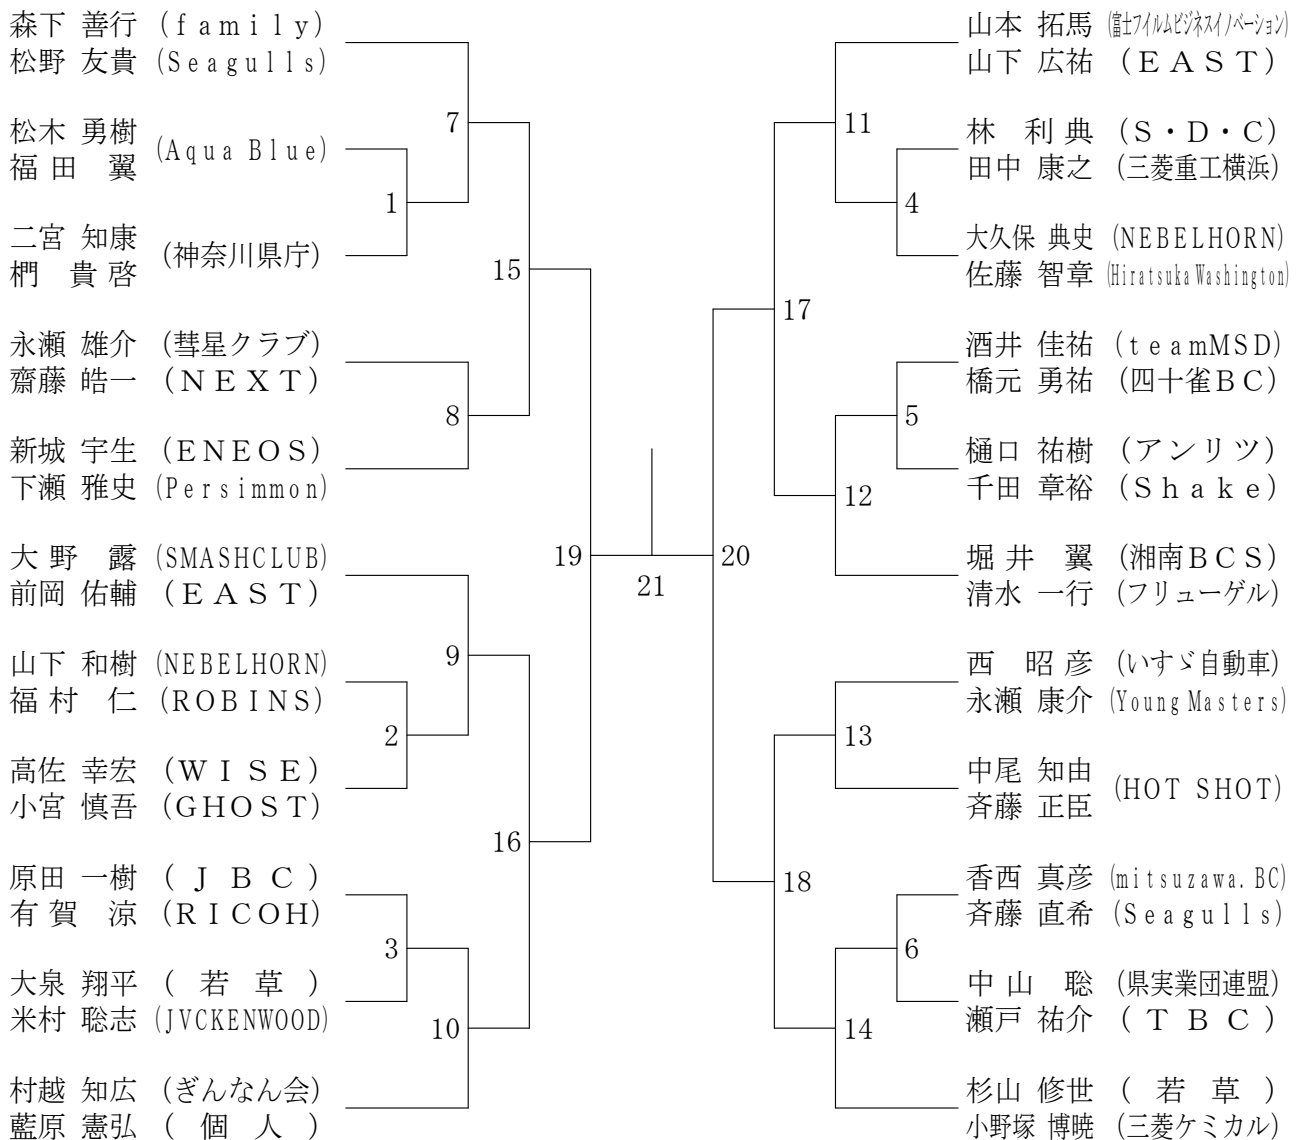 森下 善行 (family)
松野 友貴 (Seagulls)
松木 勇樹
福田 翼
(Aqua Blue)
二宮 知康
椚 貴啓
(神奈川県庁)
永瀬 雄介 (彗星クラブ)
齋藤 皓一 (NEXT)
新城 宇生 (ENEOS)
下瀬 雅史 (Persimmon)
大野 露 (SMASHCLUB)
前岡 佑輔 (EAST)
山下 和樹 (NEBELHORN)
福村 仁 (ROBINS)
高佐 幸宏 (WISE)
小宮 慎吾 (GHOST)
原田 一樹 (JBC)
有賀 涼 (RICOH)
大泉 翔平 (若草)
米村 聡志 (JVCKENWOOD)
村越 知広 (ぎんなん会)
藍原 憲弘 (個人)
1
2
3
7
8
9
10
15
16
19
21
20
17
18
11
12
13
14
4
5
6
山本 拓馬 (富士フイルムビジネスイノベーション)
山下 広祐 (EAST)
林 利典 (S・D・C)
田中 康之 (三菱重工横浜)
大久保 典史 (NEBELHORN)
佐藤 智章 (Hiratsuka Washington)
酒井 佳祐 (teamMSD)
橋元 勇祐 (四十雀BC)
樋口 祐樹 (アンリツ)
千田 章裕 (Shake)
堀井 翼 (湘南BCS)
清水 一行 (フリューゲル)
西 昭彦 (いすゞ自動車)
永瀬 康介 (Young Masters)
中尾 知由
斉藤 正臣
(HOT SHOT)
香西 真彦 (mitsuzawa.BC)
斉藤 直希 (Seagulls)
中山 聡 (県実業団連盟)
瀬戸 祐介 (TBC)
杉山 修世 (若草)
小野塚 博暁 (三菱ケミカル)